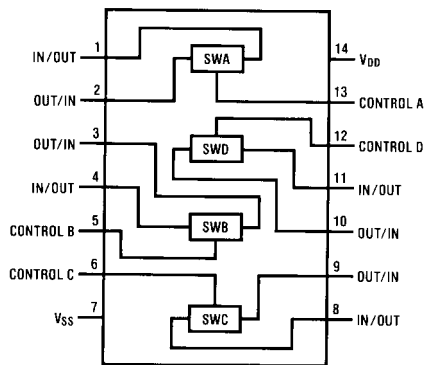 1
IN/OUT
2
OUT/IN
3
OUT/IN
4
IN/OUT
5
CONTROL B
6
CONTROL C
7
VSS
SWA
SWD
SWB
SWC
14
VDD
13
CONTROL A
12
CONTROL D
11
IN/OUT
10
OUT/IN
9
OUT/IN
8
IN/OUT